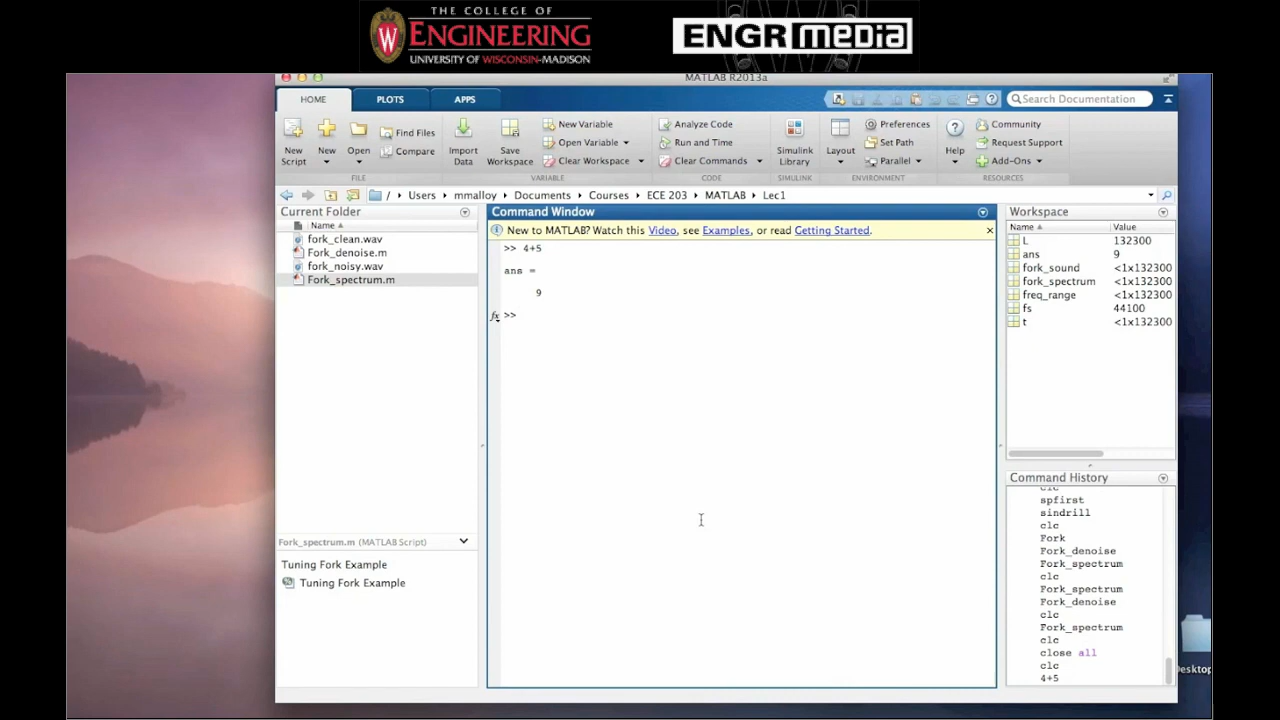 THE COLLEGE OF
ENGINEERING
UNIVERSITY OF WISCONSIN-MADISON
ENGRmedia
MATLAB R2013a
HOME PLOTS APPS
Search Documentation
New Script
New
Open
Find Files
Compare
FILE
Import Data
Save Workspace
New Variable
Open Variable
Clear Workspace
VARIABLE
Analyze Code
Run and Time
Clear Commands
CODE
Simulink Library
SIMULINK
Layout
Preferences
Set Path
Parallel
ENVIRONMENT
Help
Community
Request Support
Add-Ons
RESOURCES
/ Users mmalloy Documents Courses ECE 203 MATLAB Lec1
Current Folder
Name
fork_clean.wav
Fork_denoise.m
fork_noisy.wav
Fork_spectrum.m
Fork_spectrum.m (MATLAB Script)
Tuning Fork Example
Tuning Fork Example
Command Window
New to MATLAB? Watch this Video, see Examples, or read Getting Started.
>> 4+5
ans =
9
fx >>
Workspace
Name Value
L 132300
ans 9
fork_sound <1x132300
fork_spectrum <1x132300
freq_range <1x132300
fs 44100
t <1x132300
Command History
clc
spfirst
sindrill
clc
Fork
Fork_denoise
Fork_spectrum
clc
Fork_spectrum
Fork_denoise
clc
Fork_spectrum
clc
close all
clc
4+5
Desktop